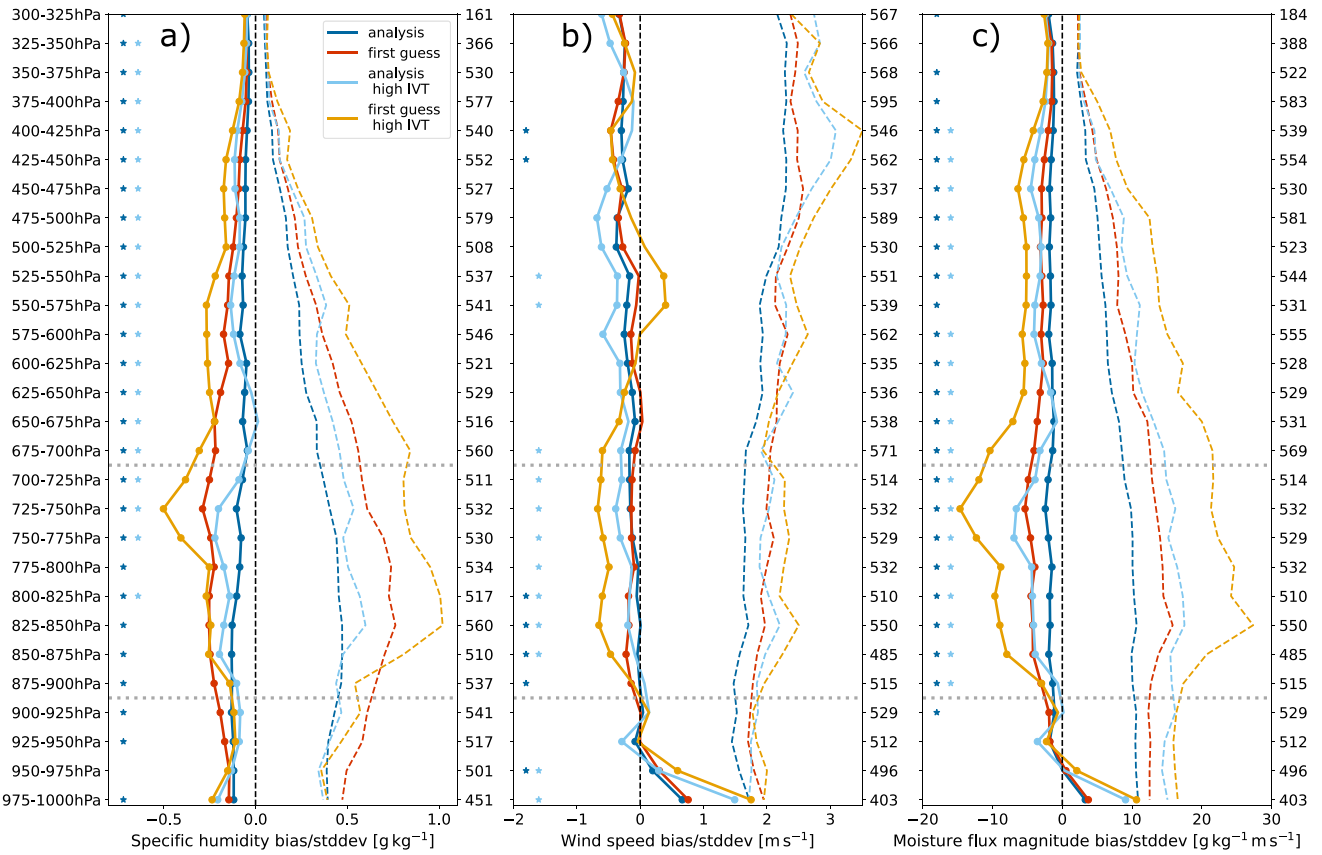 a)
b)
c)
analysis
first guess
analysis
high IVT
first guess
high IVT
300-325hPa
325-350hPa
350-375hPa
375-400hPa
400-425hPa
425-450hPa
450-475hPa
475-500hPa
500-525hPa
525-550hPa
550-575hPa
575-600hPa
600-625hPa
625-650hPa
650-675hPa
675-700hPa
700-725hPa
725-750hPa
750-775hPa
775-800hPa
800-825hPa
825-850hPa
850-875hPa
875-900hPa
900-925hPa
925-950hPa
950-975hPa
975-1000hPa
161
366
530
577
540
552
527
579
508
537
541
546
521
529
516
560
511
532
530
534
517
560
510
537
541
517
501
451
567
566
568
595
546
562
537
589
530
551
539
562
535
536
538
571
514
532
529
532
510
550
485
515
529
512
496
403
184
388
522
583
539
554
530
581
523
544
531
555
528
529
531
569
514
532
529
532
510
550
485
515
529
512
496
403
−0.5 0.0 0.5 1.0
Specific humidity bias/stddev [g kg⁻¹]
−2 −1 0 1 2 3
Wind speed bias/stddev [m s⁻¹]
−20 −10 0 10 20 30
Moisture flux magnitude bias/stddev [g kg⁻¹ m s⁻¹]